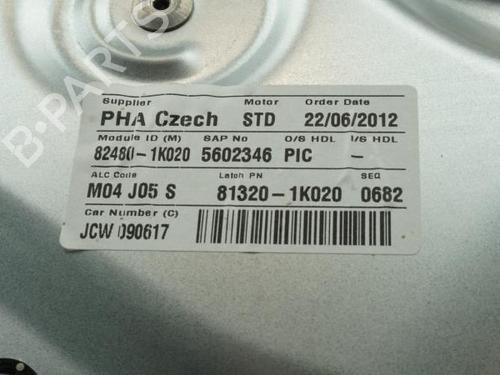 B-PARTS
Supplier Motor Order Date
PHA Czech STD 22/06/2012
Module ID (M) SAP No O/S HDL I/S HDL
82480-1K020 5602346 PIC –
ALC Code Latch PN SEQ
M04 J05 S 81320-1K020 0682
Car Number (C)
JCW 090617